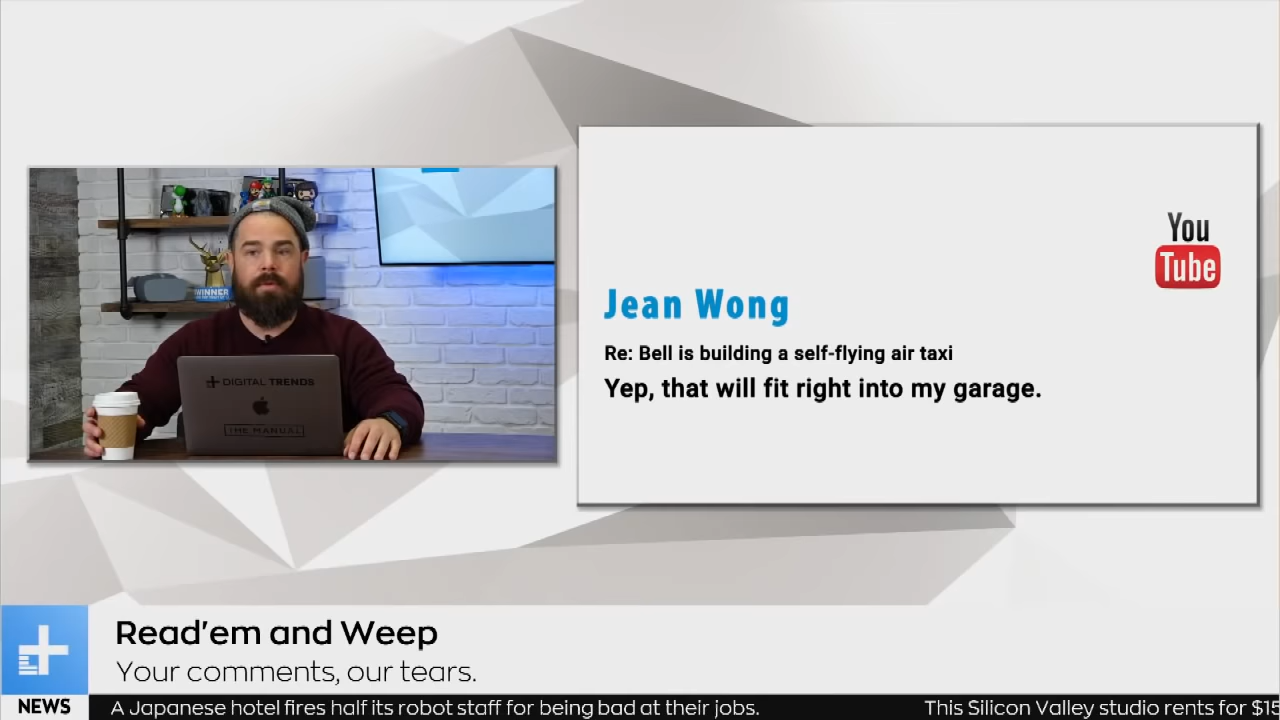 WINNER
DIGITAL TRENDS
THE MANUAL
You
Tube
Jean Wong
Re: Bell is building a self-flying air taxi
Yep, that will fit right into my garage.
Read'em and Weep
Your comments, our tears.
NEWS
A Japanese hotel fires half its robot staff for being bad at their jobs.
This Silicon Valley studio rents for $15